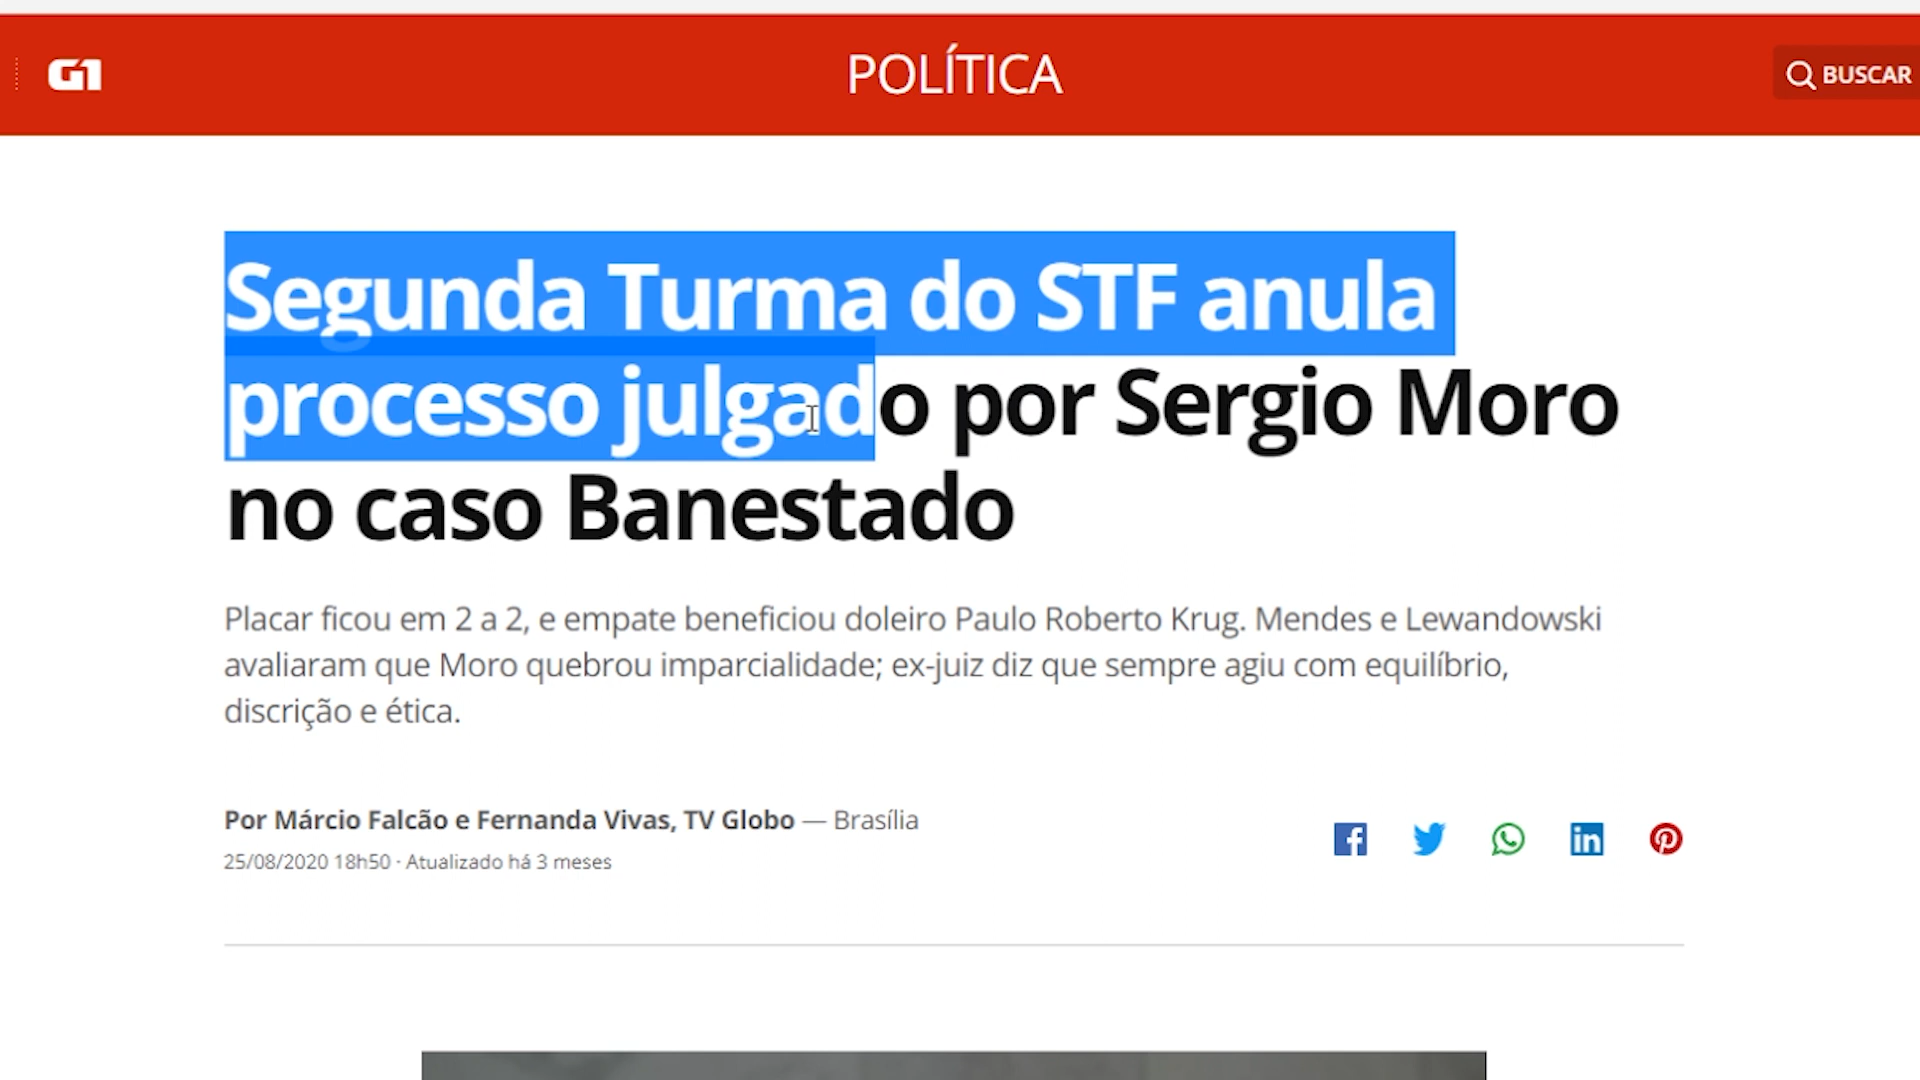 G1
POLÍTICA
BUSCAR
Segunda Turma do STF anula
processo julgado por Sergio Moro
no caso Banestado
Placar ficou em 2 a 2, e empate beneficiou doleiro Paulo Roberto Krug. Mendes e Lewandowski
avaliaram que Moro quebrou imparcialidade; ex-juiz diz que sempre agiu com equilíbrio,
discrição e ética.
Por Márcio Falcão e Fernanda Vivas, TV Globo — Brasília
25/08/2020 18h50 · Atualizado há 3 meses